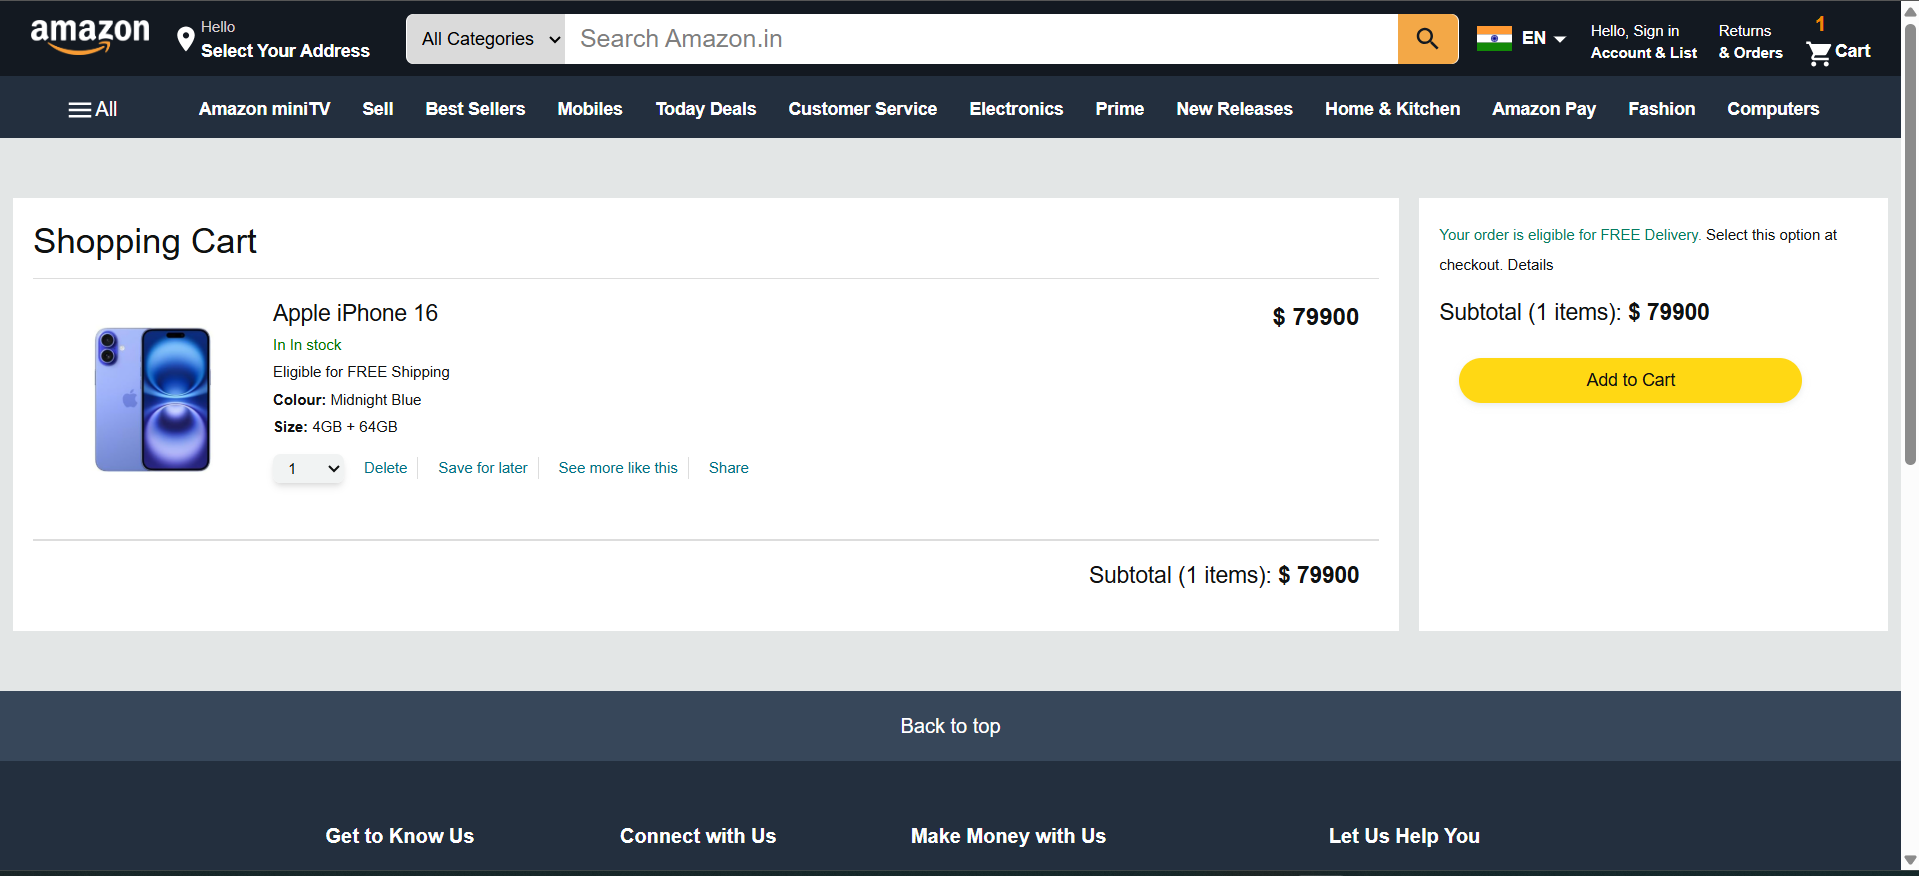 amazon
Hello
Select Your Address
All Categories
Search Amazon.in
EN
Hello, Sign in
Account & List
Returns
& Orders
1
Cart
All
Amazon miniTV
Sell
Best Sellers
Mobiles
Today Deals
Customer Service
Electronics
Prime
New Releases
Home & Kitchen
Amazon Pay
Fashion
Computers
Shopping Cart
Apple iPhone 16
$ 79900
In In stock
Eligible for FREE Shipping
Colour: Midnight Blue
Size: 4GB + 64GB
1
Delete
Save for later
See more like this
Share
Subtotal (1 items): $ 79900
Your order is eligible for FREE Delivery. Select this option at
checkout. Details
Subtotal (1 items): $ 79900
Add to Cart
Back to top
Get to Know Us
Connect with Us
Make Money with Us
Let Us Help You